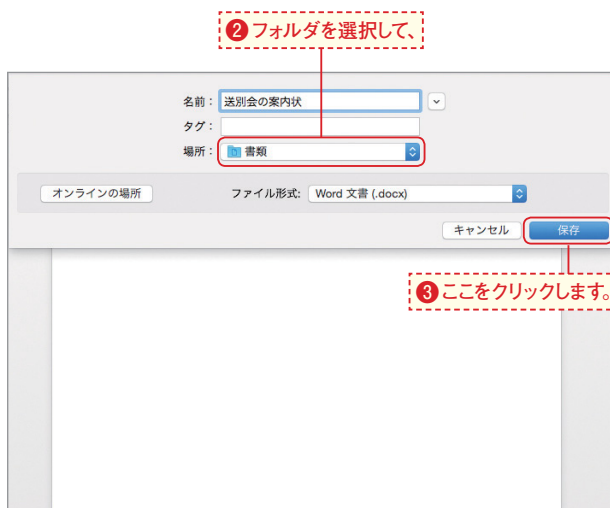 ❷フォルダを選択して、
名前： 送別会の案内状
タグ：
場所： 書類
オンラインの場所 ファイル形式: Word 文書 (.docx)
キャンセル 保存
❸ここをクリックします。